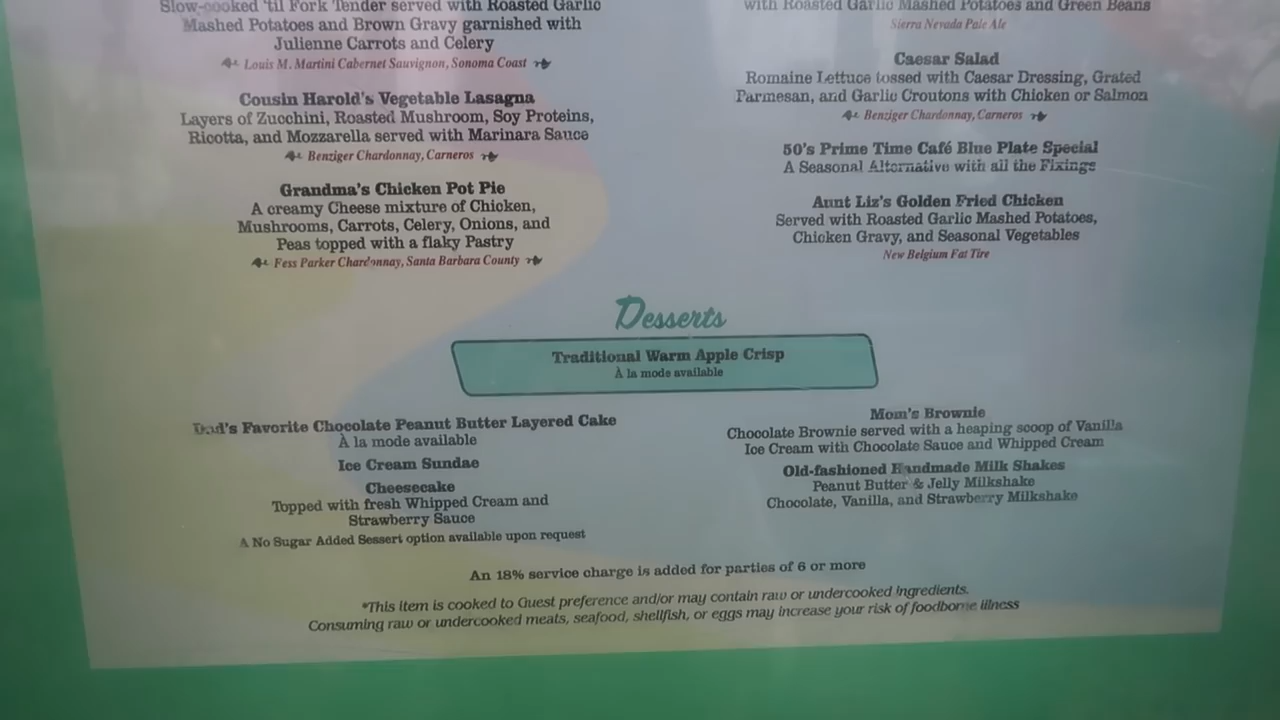 Slow-cooked 'til Fork Tender served with Roasted Garlic
Mashed Potatoes and Brown Gravy garnished with
Julienne Carrots and Celery
Louis M. Martini Cabernet Sauvignon, Sonoma Coast
Cousin Harold's Vegetable Lasagna
Layers of Zucchini, Roasted Mushroom, Soy Proteins,
Ricotta, and Mozzarella served with Marinara Sauce
Benziger Chardonnay, Carneros
Grandma's Chicken Pot Pie
A creamy Cheese mixture of Chicken,
Mushrooms, Carrots, Celery, Onions, and
Peas topped with a flaky Pastry
Fess Parker Chardonnay, Santa Barbara County
with Roasted Garlic Mashed Potatoes and Green Beans
Sierra Nevada Pale Ale
Caesar Salad
Romaine Lettuce tossed with Caesar Dressing, Grated
Parmesan, and Garlic Croutons with Chicken or Salmon
Benziger Chardonnay, Carneros
50's Prime Time Café Blue Plate Special
A Seasonal Alternative with all the Fixings
Aunt Liz's Golden Fried Chicken
Served with Roasted Garlic Mashed Potatoes,
Chicken Gravy, and Seasonal Vegetables
New Belgium Fat Tire
Desserts
Traditional Warm Apple Crisp
À la mode available
Dad's Favorite Chocolate Peanut Butter Layered Cake
À la mode available
Ice Cream Sundae
Cheesecake
Topped with fresh Whipped Cream and
Strawberry Sauce
A No Sugar Added Sessert option available upon request
Mom's Brownie
Chocolate Brownie served with a heaping scoop of Vanilla
Ice Cream with Chocolate Sauce and Whipped Cream
Old-fashioned Handmade Milk Shakes
Peanut Butter & Jelly Milkshake
Chocolate, Vanilla, and Strawberry Milkshake
An 18% service charge is added for parties of 6 or more
*This item is cooked to Guest preference and/or may contain raw or undercooked ingredients.
Consuming raw or undercooked meats, seafood, shellfish, or eggs may increase your risk of foodborne illness